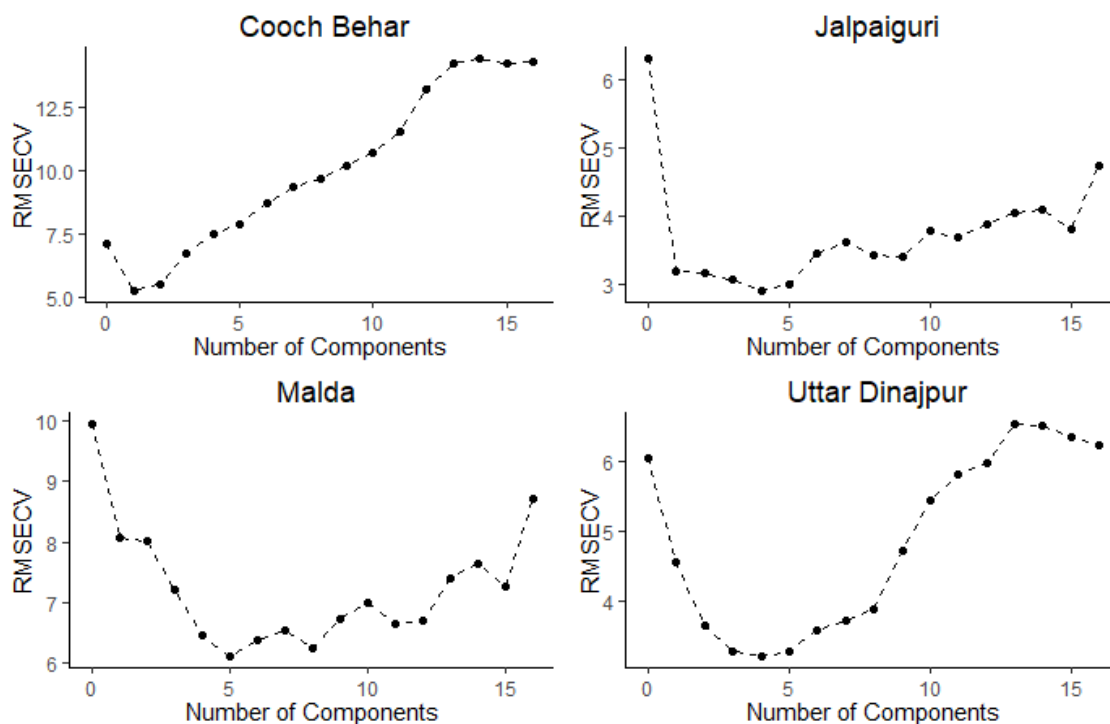 Cooch Behar
RMSECV
12.5
10.0
7.5
5.0
0 5 10 15
Number of Components
Jalpaiguri
RMSECV
6
5
4
3
0 5 10 15
Number of Components
Malda
RMSECV
10
9
8
7
6
0 5 10 15
Number of Components
Uttar Dinajpur
RMSECV
6
5
4
0 5 10 15
Number of Components